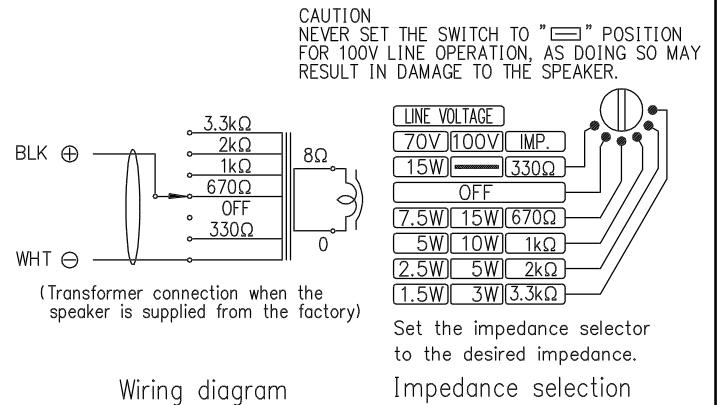 CAUTION
NEVER SET THE SWITCH TO " " POSITION
FOR 100V LINE OPERATION, AS DOING SO MAY
RESULT IN DAMAGE TO THE SPEAKER.
BLK ⊕
WHT ⊖
3.3kΩ
2kΩ
1kΩ
670Ω
OFF
330Ω
8Ω
0
(Transformer connection when the
speaker is supplied from the factory)
Wiring diagram
LINE VOLTAGE
70V 100V IMP.
15W 330Ω
OFF
7.5W 15W 670Ω
5W 10W 1kΩ
2.5W 5W 2kΩ
1.5W 3W 3.3kΩ
Set the impedance selector
to the desired impedance.
Impedance selection